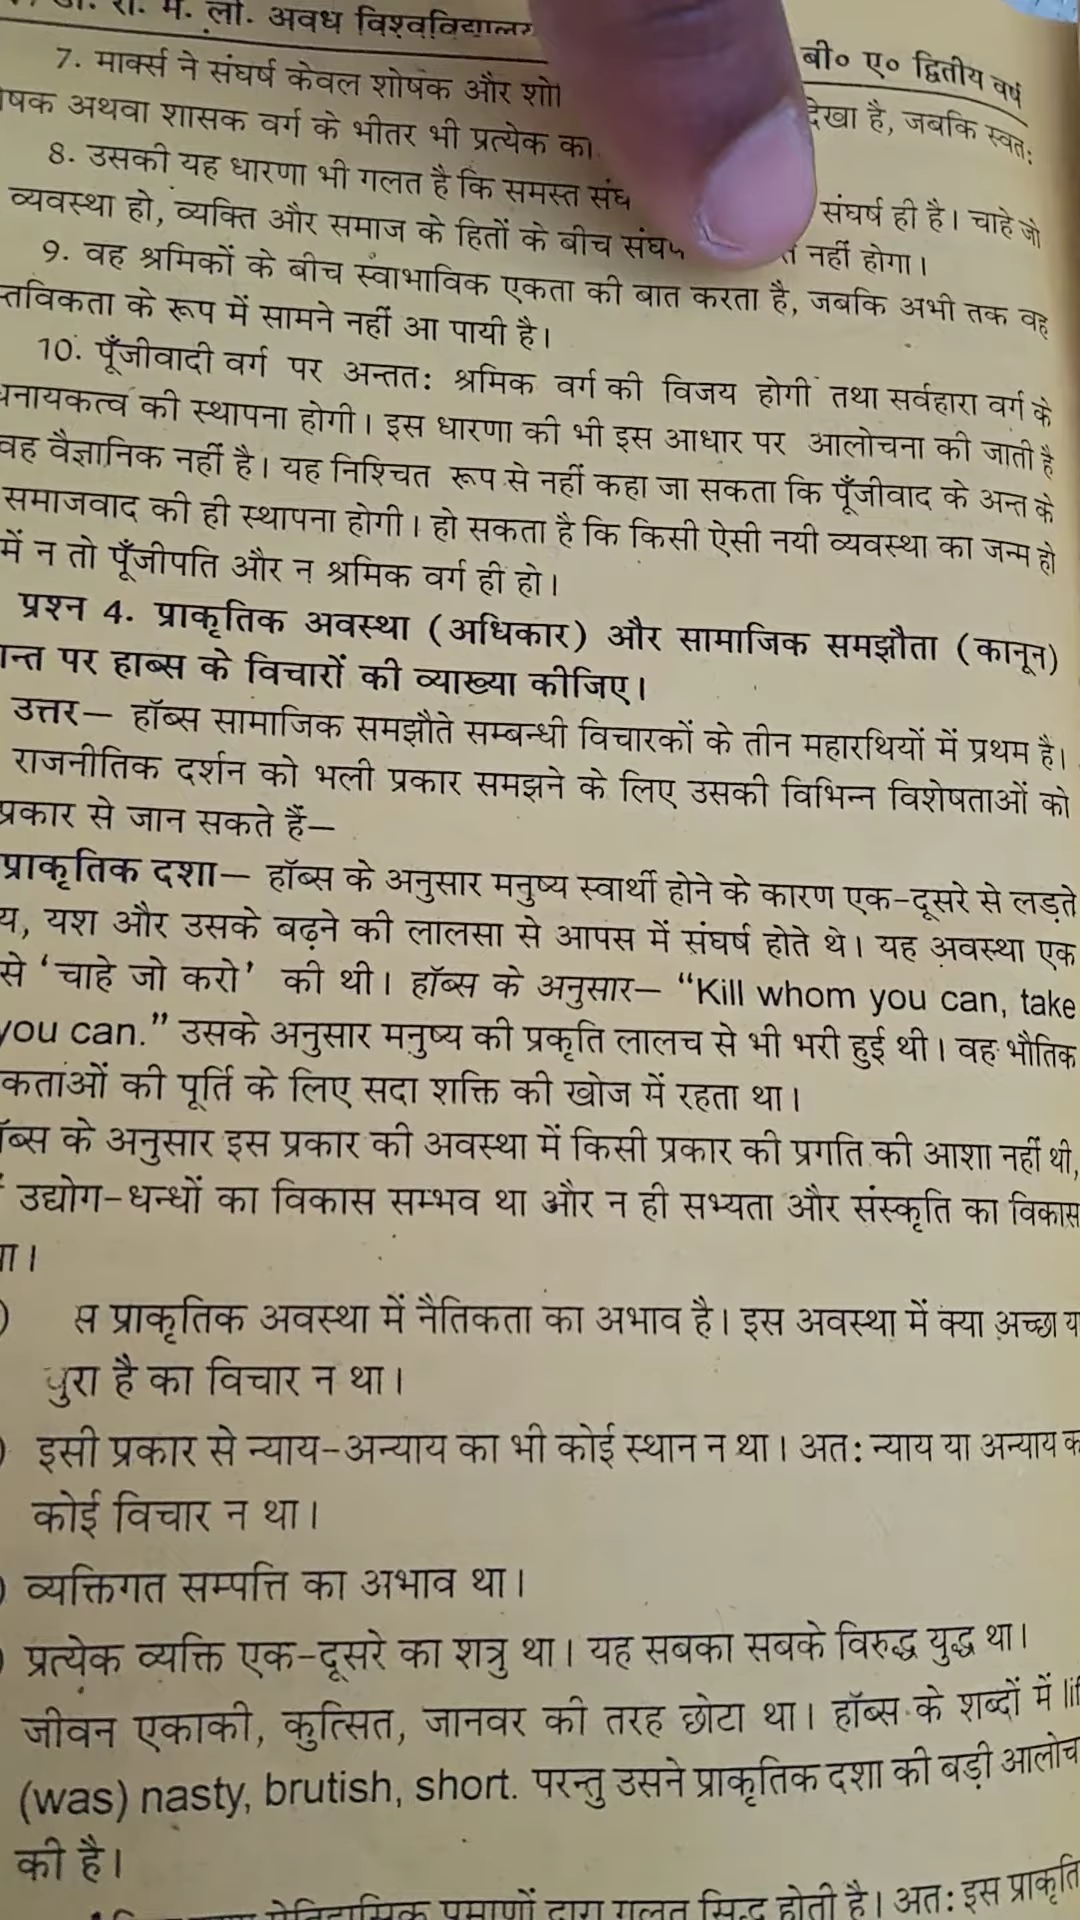 रा. म. लो. अवध विश्वविद्यालय
बी० ए० द्वितीय वर्ष
7. मार्क्स ने संघर्ष केवल शोषक और देखा है, जबकि स्वत:
अथवा शासक वर्ग के भीतर भी प्रत्येक
8. उसकी यह धारणा भी गलत है कि समस्त संघर्ष ही है। चाहे जो
व्यवस्था हो, व्यक्ति और समाज के हितों के बीच नहीं होगा।
9. वह श्रमिकों के बीच स्वाभाविक एकता की बात करता है, जबकि अभी तक वह
के रूप में सामने नहीं आ पायी है।
10. पूँजीवादी वर्ग पर अन्तत: श्रमिक वर्ग की विजय होगी तथा सर्वहारा वर्ग के
की स्थापना होगी। इस धारणा की भी इस आधार पर आलोचना की जाती है
वह वैज्ञानिक नहीं है। यह निश्चित रूप से नहीं कहा जा सकता कि पूँजीवाद के अन्त के
समाजवाद की ही स्थापना होगी। हो सकता है कि किसी ऐसी नयी व्यवस्था का जन्म हो
में न तो पूँजीपति और न श्रमिक वर्ग ही हो।
प्रश्न 4. प्राकृतिक अवस्था (अधिकार) और सामाजिक समझौता (कानून)
पर हाब्स के विचारों की व्याख्या कीजिए।
उत्तर— हॉब्स सामाजिक समझौते सम्बन्धी विचारकों के तीन महारथियों में प्रथम है।
राजनीतिक दर्शन को भली प्रकार समझने के लिए उसकी विभिन्न विशेषताओं को
प्रकार से जान सकते हैं—
प्राकृतिक दशा— हॉब्स के अनुसार मनुष्य स्वार्थी होने के कारण एक-दूसरे से लड़ते
यश और उसके बढ़ने की लालसा से आपस में संघर्ष होते थे। यह अवस्था एक
से 'चाहे जो करो' की थी। हॉब्स के अनुसार— "Kill whom you can, take
you can." उसके अनुसार मनुष्य की प्रकृति लालच से भी भरी हुई थी। वह भौतिक
की पूर्ति के लिए सदा शक्ति की खोज में रहता था।
के अनुसार इस प्रकार की अवस्था में किसी प्रकार की प्रगति की आशा नहीं थी,
उद्योग-धन्धों का विकास सम्भव था और न ही सभ्यता और संस्कृति का विकास
प्राकृतिक अवस्था में नैतिकता का अभाव है। इस अवस्था में क्या अच्छा
है का विचार न था।
इसी प्रकार से न्याय-अन्याय का भी कोई स्थान न था। अत: न्याय या अन्याय
कोई विचार न था।
व्यक्तिगत सम्पत्ति का अभाव था।
प्रत्येक व्यक्ति एक-दूसरे का शत्रु था। यह सबका सबके विरुद्ध युद्ध था।
जीवन एकाकी, कुत्सित, जानवर की तरह छोटा था। हॉब्स के शब्दों में
(was) nasty, brutish, short. परन्तु उसने प्राकृतिक दशा की बड़ी
की है।
प्रमाणों द्वारा गलत सिद्ध होती है। अत: इस